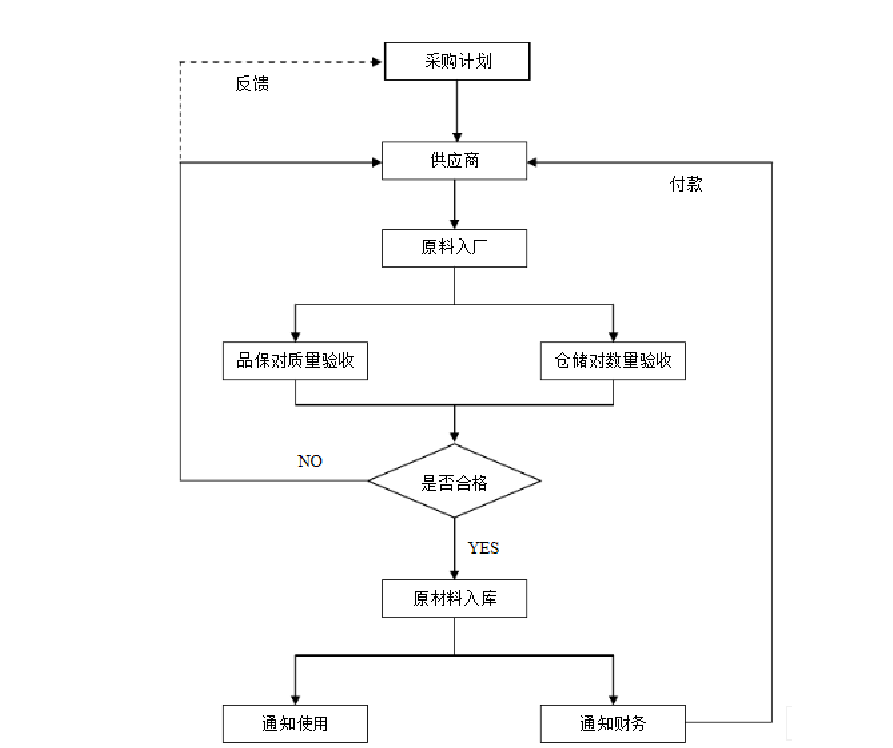 采购计划
反馈
供应商
付款
原料入厂
品保对质量验收
仓储对数量验收
NO
是否合格
YES
原材料入库
通知使用
通知财务